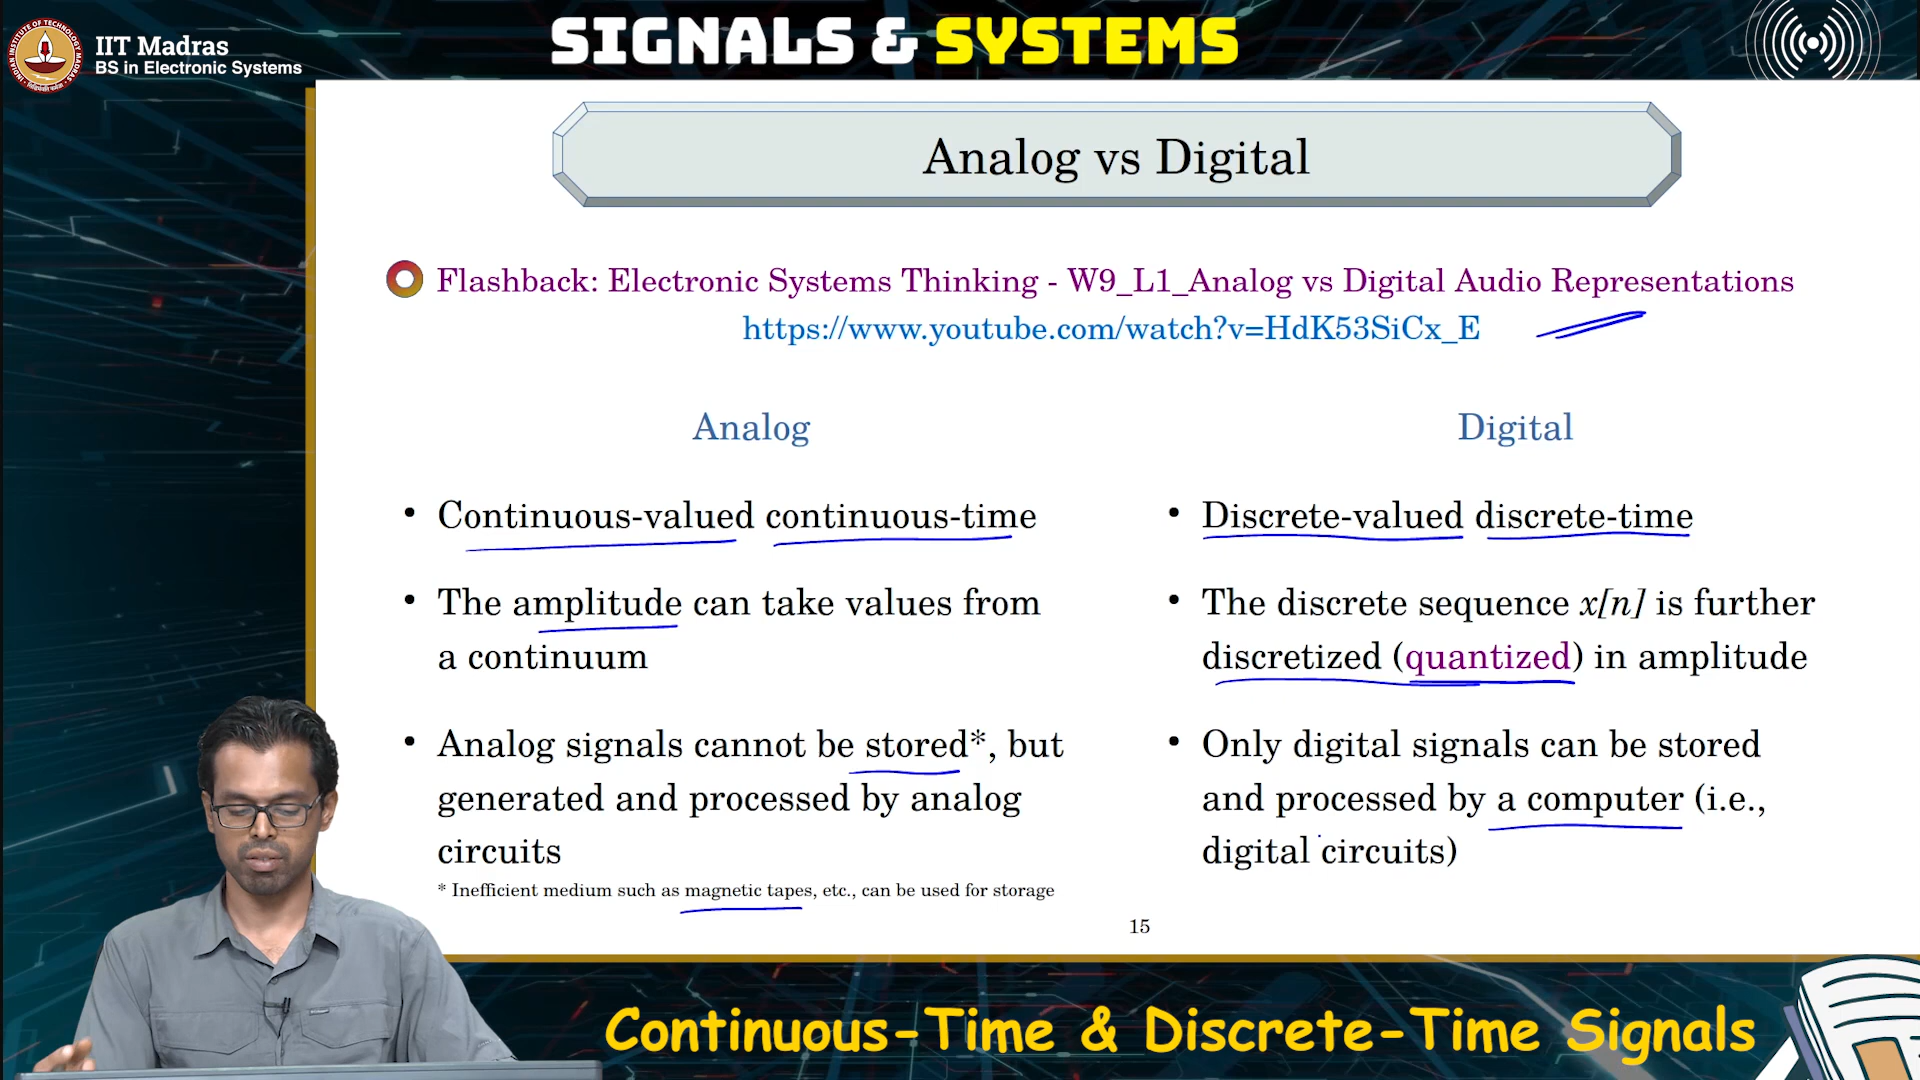 IIT Madras
BS in Electronic Systems
SIGNALS & SYSTEMS
Analog vs Digital
Flashback: Electronic Systems Thinking - W9_L1_Analog vs Digital Audio Representations
https://www.youtube.com/watch?v=HdK53SiCx_E
Analog
• Continuous-valued continuous-time
• The amplitude can take values from
a continuum
• Analog signals cannot be stored*, but
generated and processed by analog
circuits
* Inefficient medium such as magnetic tapes, etc., can be used for storage
Digital
• Discrete-valued discrete-time
• The discrete sequence x[n] is further
discretized (quantized) in amplitude
• Only digital signals can be stored
and processed by a computer (i.e.,
digital circuits)
15
Continuous-Time & Discrete-Time Signals